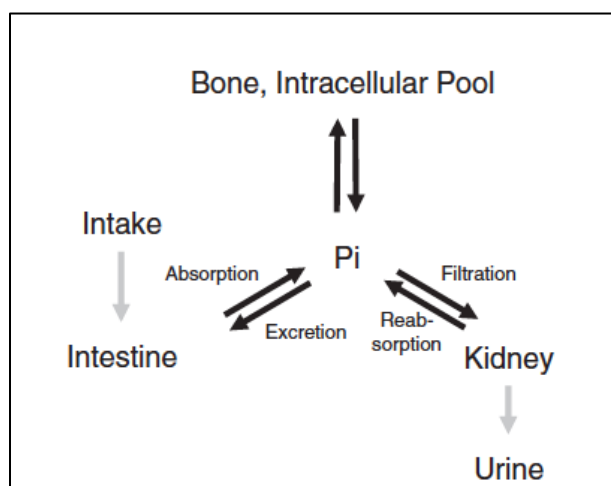 Bone, Intracellular Pool
Intake
Pi
Absorption
Filtration
Excretion
Reab-
sorption
Intestine
Kidney
Urine